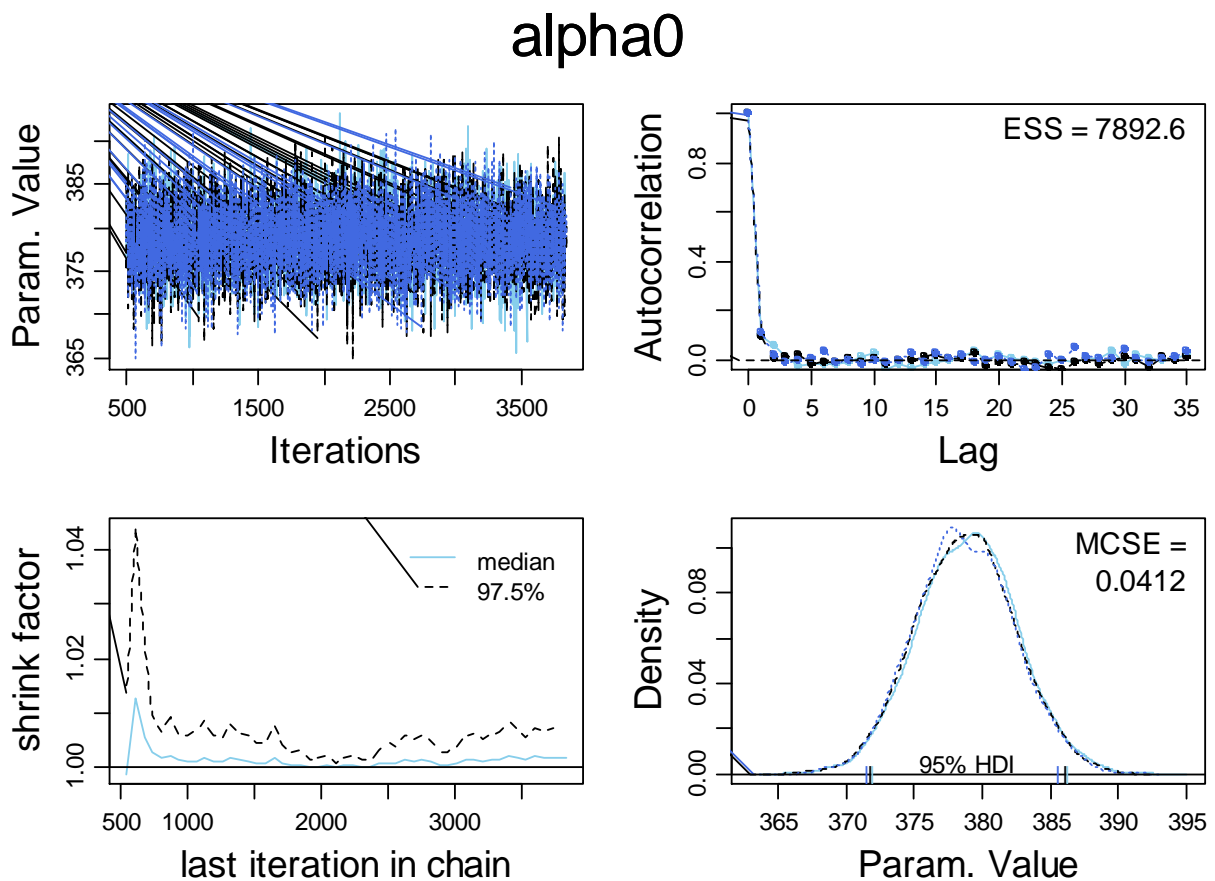 alpha0
Param. Value
385
375
365
500
1500
2500
3500
Iterations
Autocorrelation
0.8
0.4
0.0
ESS = 7892.6
0
5
10
15
20
25
30
35
Lag
shrink factor
1.04
1.02
1.00
median
97.5%
500
1000
2000
3000
last iteration in chain
Density
0.08
0.04
0.00
MCSE =
0.0412
95% HDI
365
370
375
380
385
390
395
Param. Value